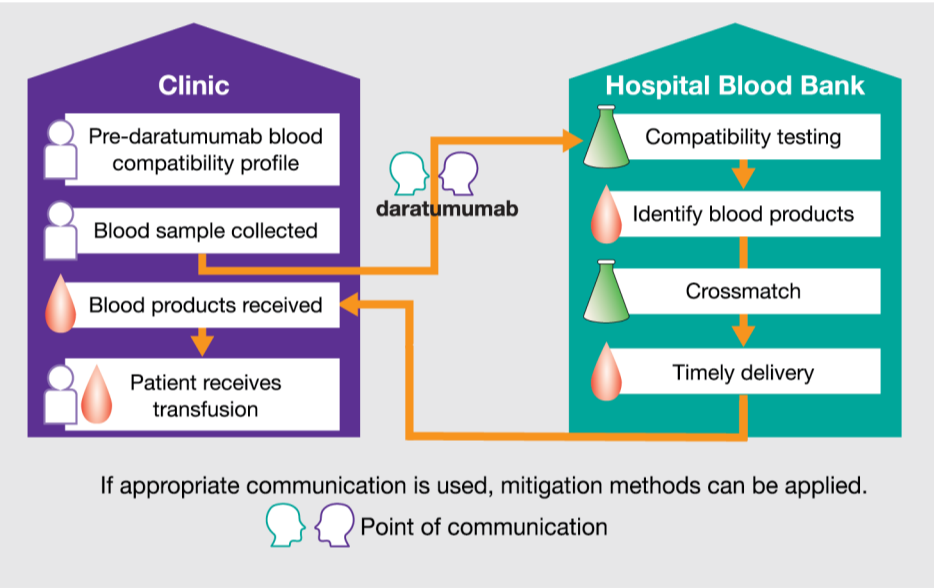 Clinic
Pre-daratumumab blood
compatibility profile
Blood sample collected
Blood products received
Patient receives
transfusion
daratumumab
Hospital Blood Bank
Compatibility testing
Identify blood products
Crossmatch
Timely delivery
If appropriate communication is used, mitigation methods can be applied.
Point of communication